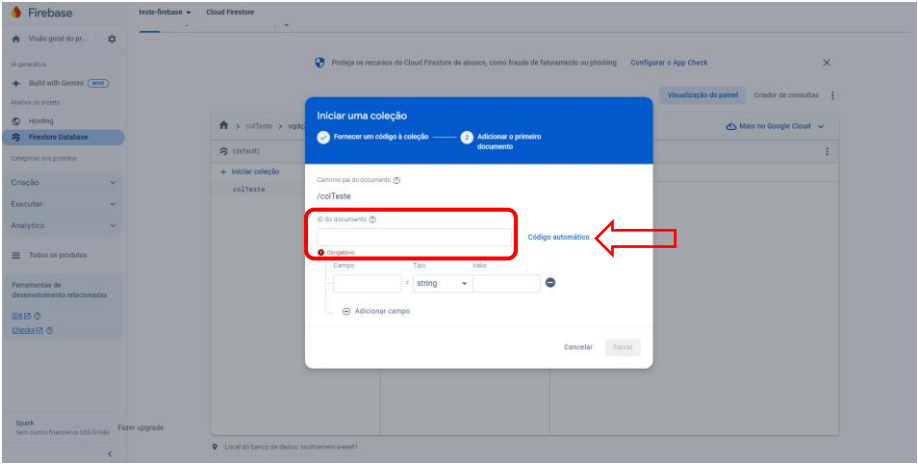 Firebase
teste-firebase
Cloud Firestore
Visão geral do pr...
IA generativa
Build with Gemini NOVO
Atalhos do projeto
Hosting
Firestore Database
Categorias dos produtos
Criação
Executar
Analytics
Todos os produtos
Ferramentas de
desenvolvimento relacionadas
IDX
Checks
Spark
Sem custos financeiros US$ 0/mês
Fazer upgrade
Proteja os recursos do Cloud Firestore de abusos, como fraude de faturamento ou phishing
Configurar o App Check
Visualização do painel
Criador de consultas
colTeste
Mais no Google Cloud
(default)
Iniciar coleção
colTeste
Iniciar uma coleção
Fornecer um código à coleção
2 Adicionar o primeiro
documento
Caminho pai do documento
/colTeste
ID do documento
Código automático
Obrigatório
Campo
Tipo
Valor
= string
Adicionar campo
Cancelar
Salvar
Local do banco de dados: southamerica-east1